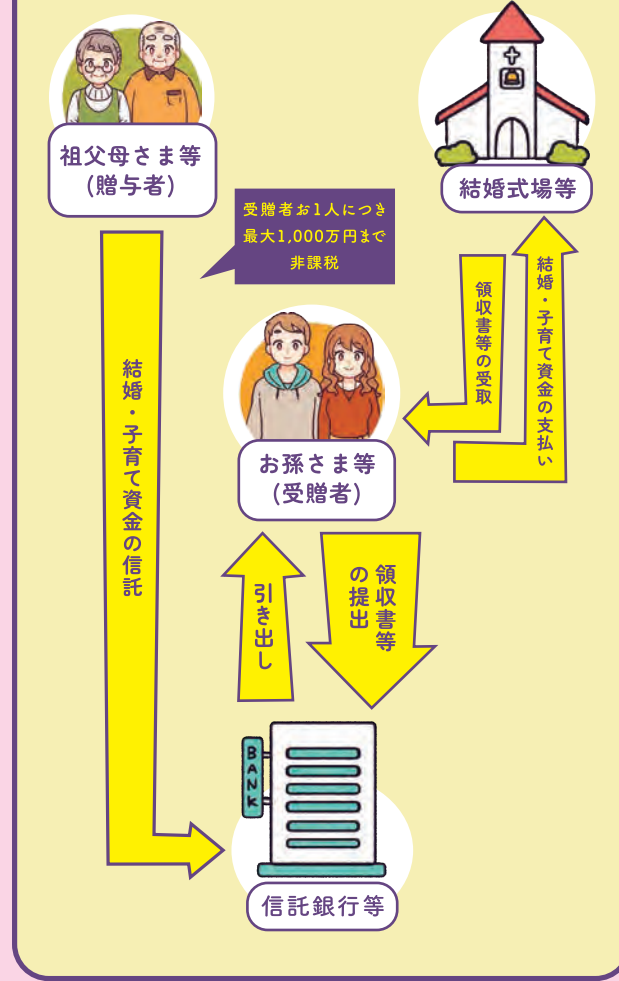 祖父母さま等
(贈与者)
結婚式場等
受贈者お1人につき
最大1,000万円まで
非課税
結婚・子育て資金の信託
領収書等の受取
結婚・子育て資金の支払い
お孫さま等
(受贈者)
引き出し
領収書等
の提出
BANK
信託銀行等